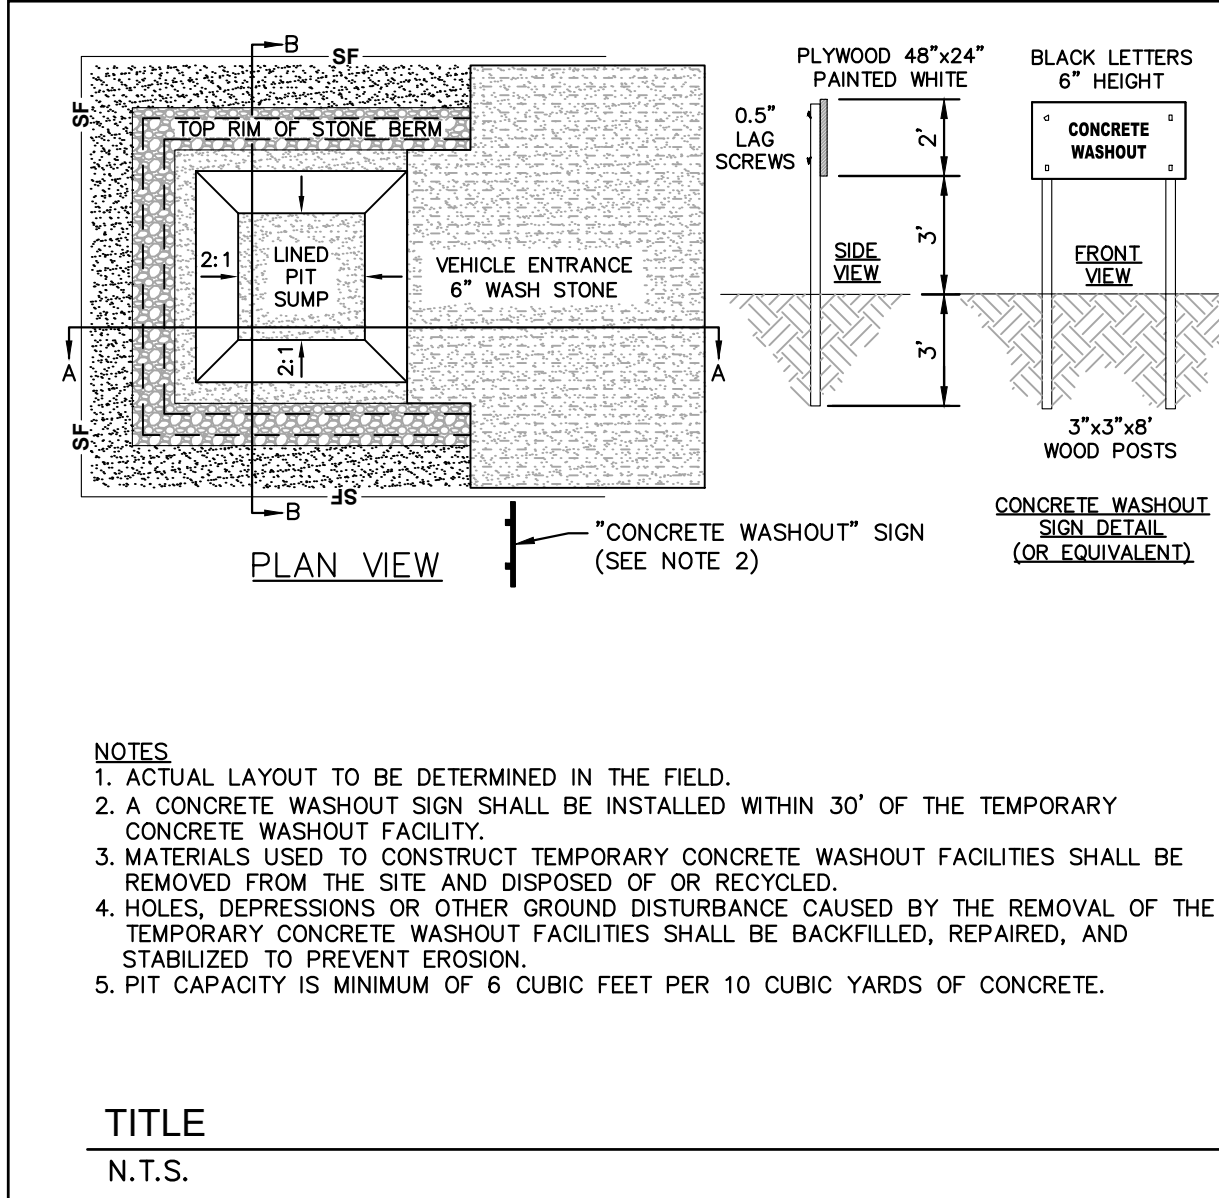 B
SF
SF
TOP RIM OF STONE BERM
2:1
LINED
PIT
SUMP
VEHICLE ENTRANCE
6" WASH STONE
2:1
A
A
SF
SF
B
PLAN VIEW
"CONCRETE WASHOUT" SIGN
(SEE NOTE 2)
PLYWOOD 48"x24"
PAINTED WHITE
0.5"
LAG
SCREWS
2'
3'
3'
SIDE
VIEW
BLACK LETTERS
6" HEIGHT
CONCRETE
WASHOUT
FRONT
VIEW
3"x3"x8'
WOOD POSTS
CONCRETE WASHOUT
SIGN DETAIL
(OR EQUIVALENT)
NOTES
1. ACTUAL LAYOUT TO BE DETERMINED IN THE FIELD.
2. A CONCRETE WASHOUT SIGN SHALL BE INSTALLED WITHIN 30' OF THE TEMPORARY
CONCRETE WASHOUT FACILITY.
3. MATERIALS USED TO CONSTRUCT TEMPORARY CONCRETE WASHOUT FACILITIES SHALL BE
REMOVED FROM THE SITE AND DISPOSED OF OR RECYCLED.
4. HOLES, DEPRESSIONS OR OTHER GROUND DISTURBANCE CAUSED BY THE REMOVAL OF THE
TEMPORARY CONCRETE WASHOUT FACILITIES SHALL BE BACKFILLED, REPAIRED, AND
STABILIZED TO PREVENT EROSION.
5. PIT CAPACITY IS MINIMUM OF 6 CUBIC FEET PER 10 CUBIC YARDS OF CONCRETE.
TITLE
N.T.S.